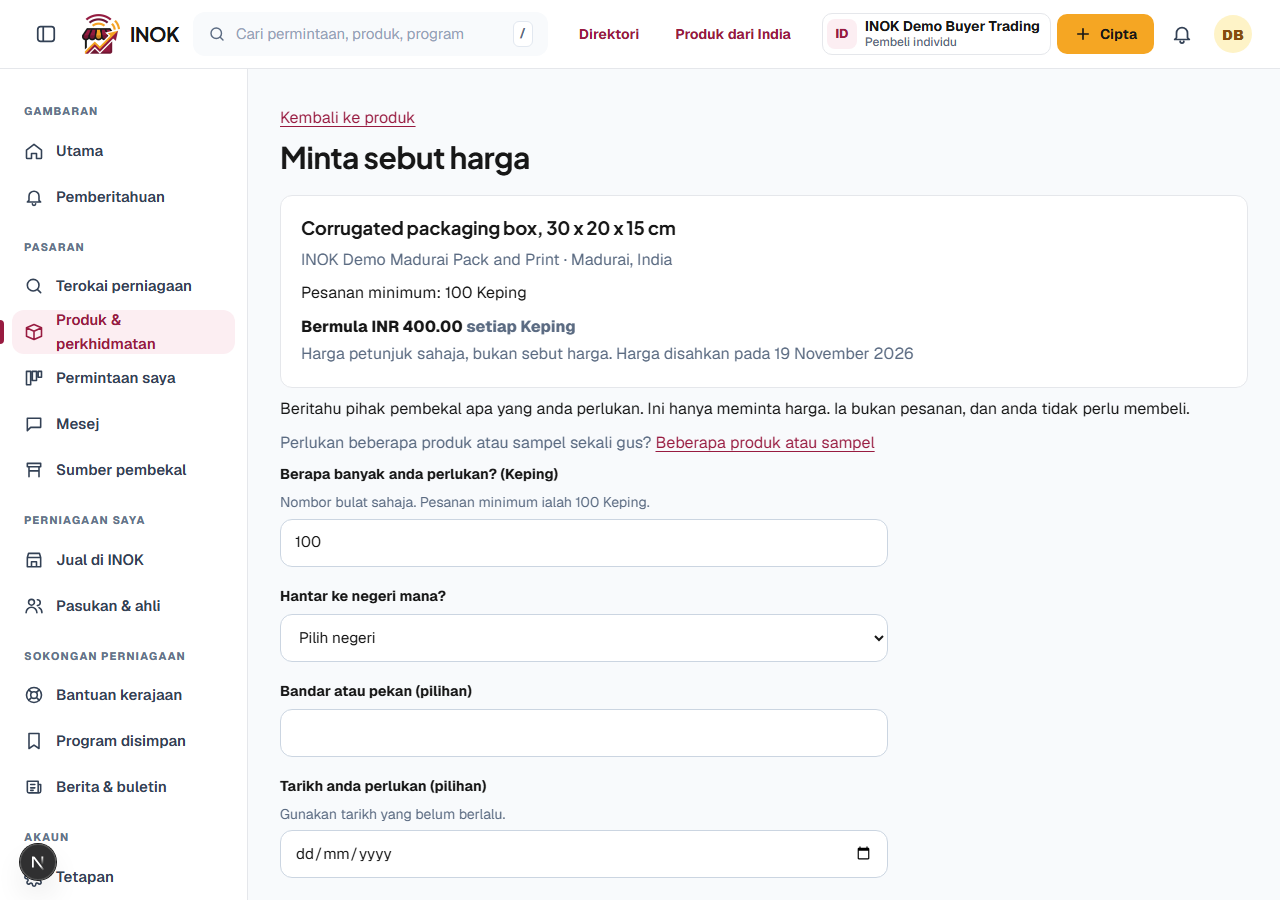 INOK
Cari permintaan, produk, program
/
Direktori
Produk dari India
ID
INOK Demo Buyer Trading
Pembeli individu
Cipta
DB
GAMBARAN
Utama
Pemberitahuan
PASARAN
Terokai perniagaan
Produk &
perkhidmatan
Permintaan saya
Mesej
Sumber pembekal
PERNIAGAAN SAYA
Jual di INOK
Pasukan & ahli
SOKONGAN PERNIAGAAN
Bantuan kerajaan
Program disimpan
Berita & buletin
AKAUN
N
Tetapan
Kembali ke produk
Minta sebut harga
Corrugated packaging box, 30 x 20 x 15 cm
INOK Demo Madurai Pack and Print · Madurai, India
Pesanan minimum: 100 Keping
Bermula INR 400.00 setiap Keping
Harga petunjuk sahaja, bukan sebut harga. Harga disahkan pada 19 November 2026
Beritahu pihak pembekal apa yang anda perlukan. Ini hanya meminta harga. Ia bukan pesanan, dan anda tidak perlu membeli.
Perlukan beberapa produk atau sampel sekali gus? Beberapa produk atau sampel
Berapa banyak anda perlukan? (Keping)
Nombor bulat sahaja. Pesanan minimum ialah 100 Keping.
100
Hantar ke negeri mana?
Pilih negeri
Bandar atau pekan (pilihan)
Tarikh anda perlukan (pilihan)
Gunakan tarikh yang belum berlalu.
dd/mm/yyyy